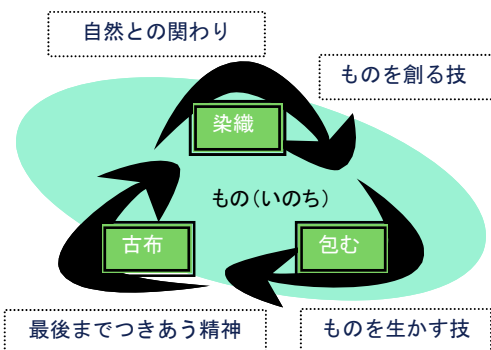 自然との関わり
ものを創る技
染織
もの(いのち)
古布
包む
最後までつきあう精神
ものを生かす技